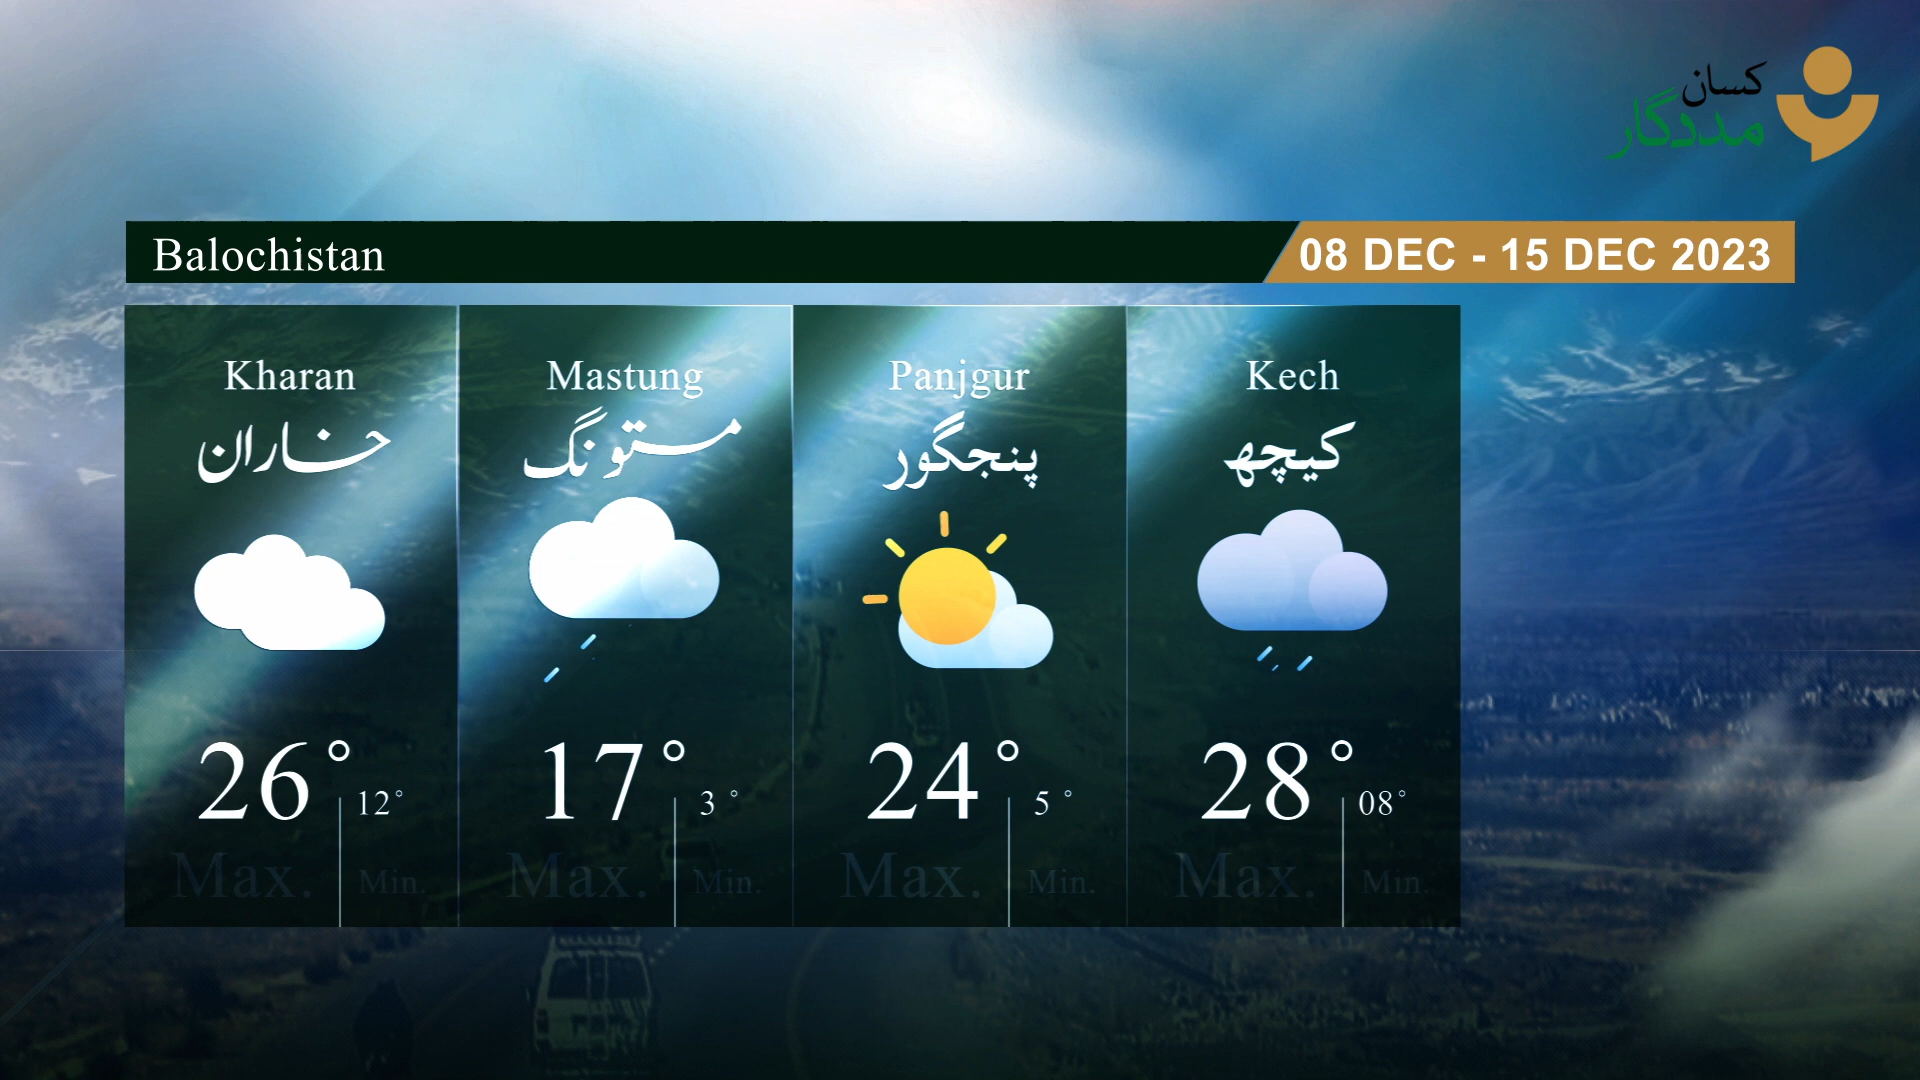 کسان
مددگار
Balochistan
08 DEC - 15 DEC 2023
Kharan
خاران
26° 12°
Max. Min.
Mastung
مستونگ
17° 3°
Max. Min.
Panjgur
پنجگور
24° 5°
Max. Min.
Kech
کیچھ
28° 08°
Max. Min.